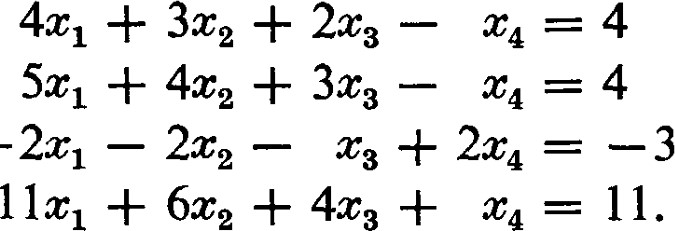 4x₁ + 3x₂ + 2x₃ − x₄ = 4
5x₁ + 4x₂ + 3x₃ − x₄ = 4
-2x₁ − 2x₂ − x₃ + 2x₄ = −3
11x₁ + 6x₂ + 4x₃ + x₄ = 11.